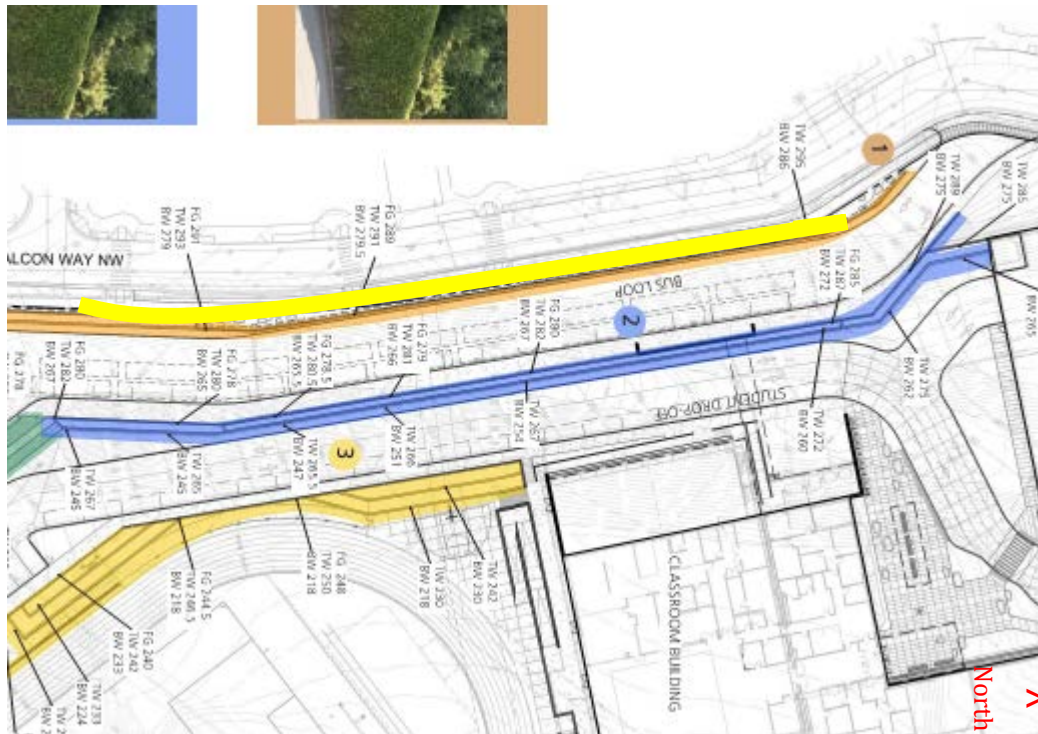 1
TW 295
BW 286
TW 289
BW 275
TW 285
BW 275
FG 291
TW 293
BW 279
FG 289
TW 291
BW 279.5
ALCON WAY NW
BUS LOOP
2
FG 285
TW 287
BW 272
BW 265
FG 280
TW 282
BW 267
FG 279
TW 281
BW 266
FG 278.5
TW 280.5
BW 265.5
FG 278
TW 280
BW 265
FG 280
TW 282
BW 267
FG 278
TW 275
BW 262
STUDENT DROP-OFF
TW 272
BW 260
TW 267
BW 254
TW 266
BW 251
TW 265.5
BW 247
TW 265
BW 245
TW 267
BW 245
3
TW 242
BW 230
TW 230
BW 218
FG 248
TW 250
BW 218
FG 244.5
TW 246.5
BW 218
FG 240
TW 242
BW 233
TW 233
BW 224
CLASSROOM BUILDING
North